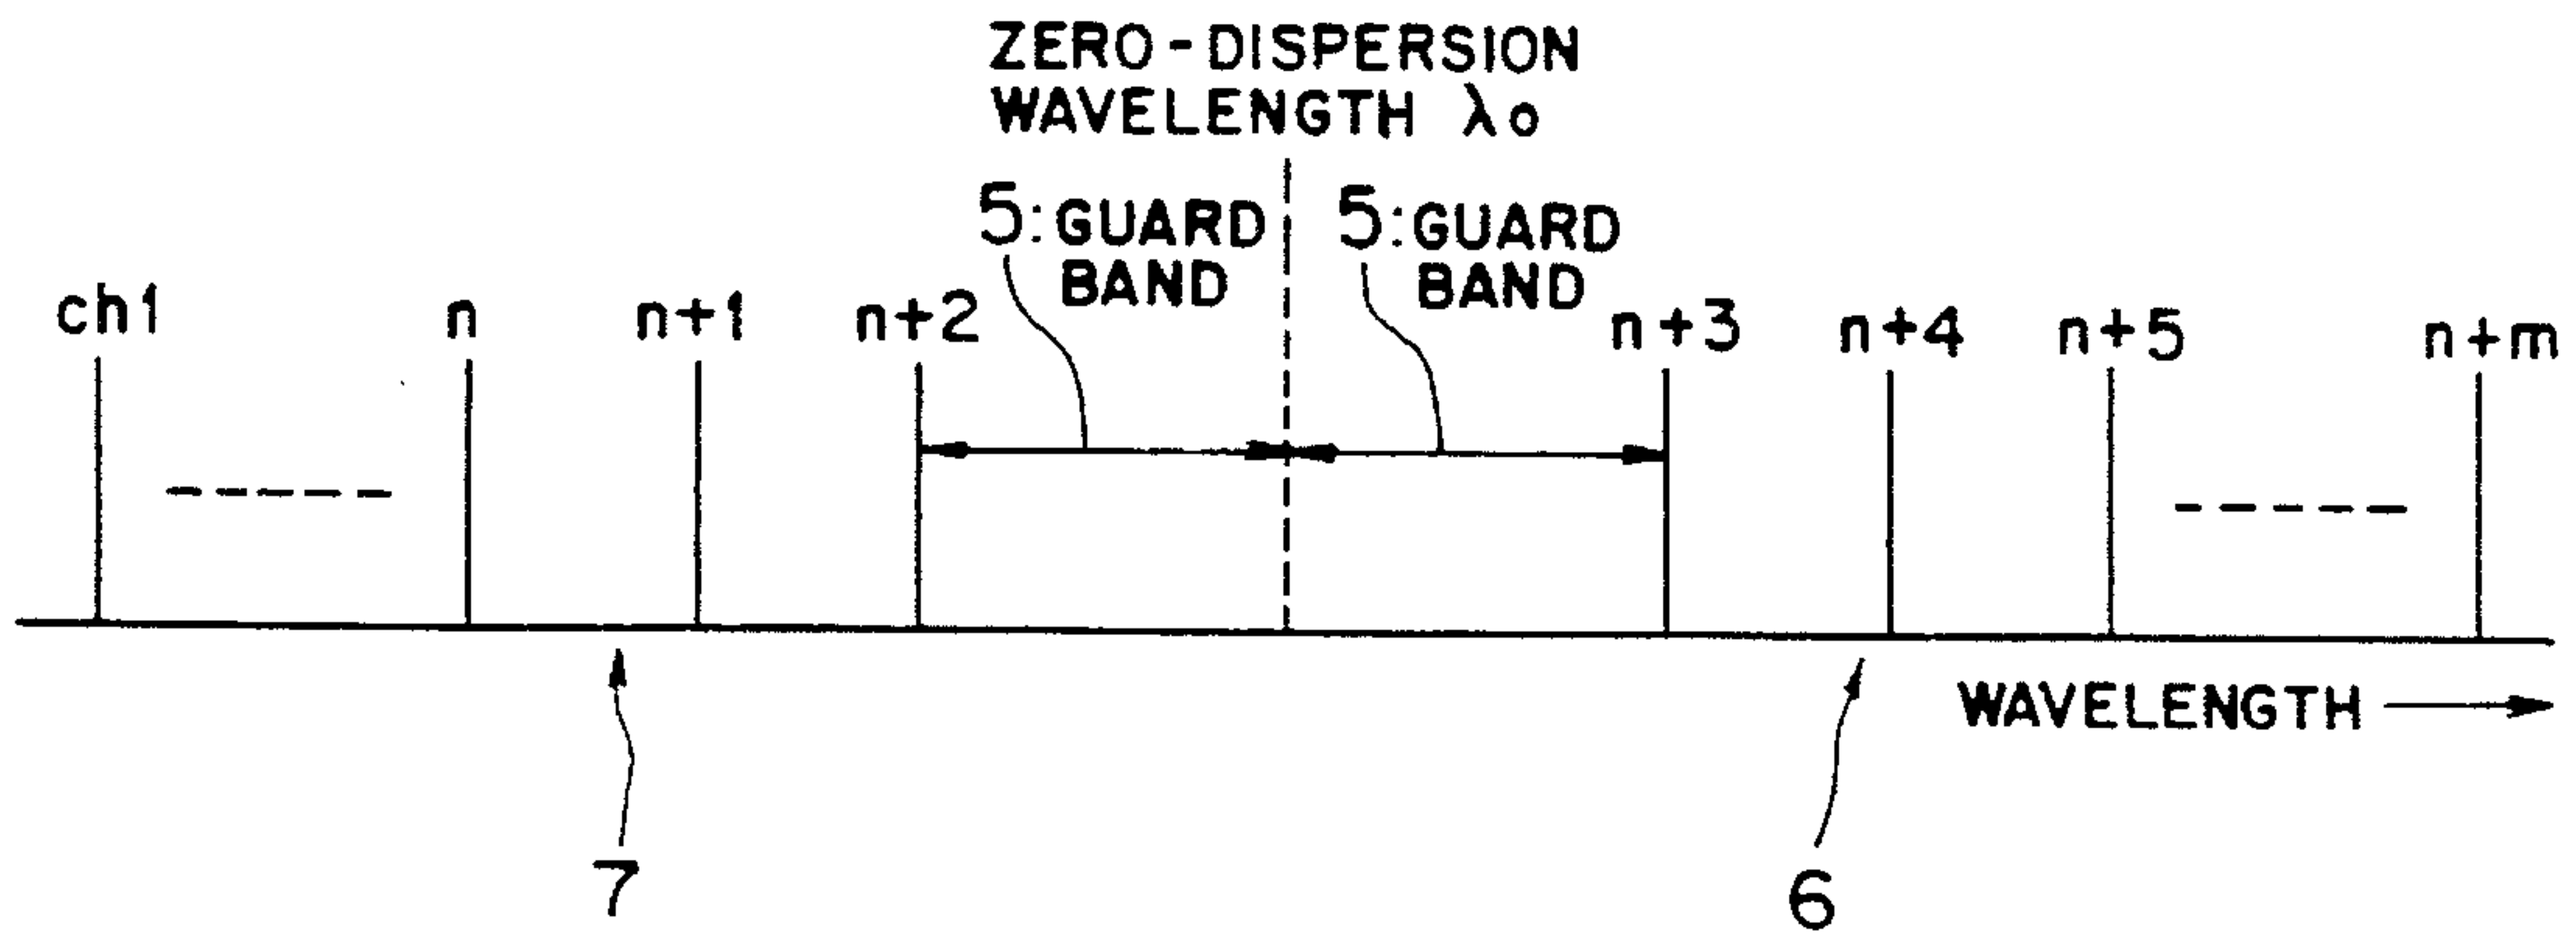 ZERO-DISPERSION
WAVELENGTH λo
5:GUARD
BAND
5:GUARD
BAND
ch1
n
n+1
n+2
n+3
n+4
n+5
n+m
WAVELENGTH
7
6